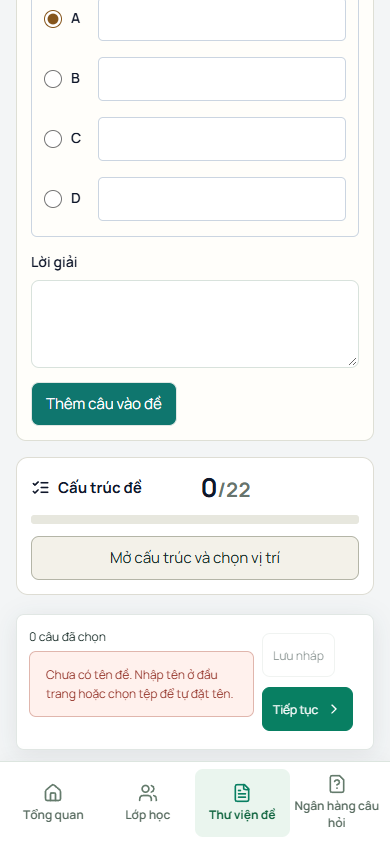 A
B
C
D
Lời giải
Thêm câu vào đề
Cấu trúc đề 0/22
Mở cấu trúc và chọn vị trí
0 câu đã chọn
Chưa có tên đề. Nhập tên ở đầu
trang hoặc chọn tệp để tự đặt tên.
Lưu nháp
Tiếp tục
Tổng quan
Lớp học
Thư viện đề
Ngân hàng câu
hỏi